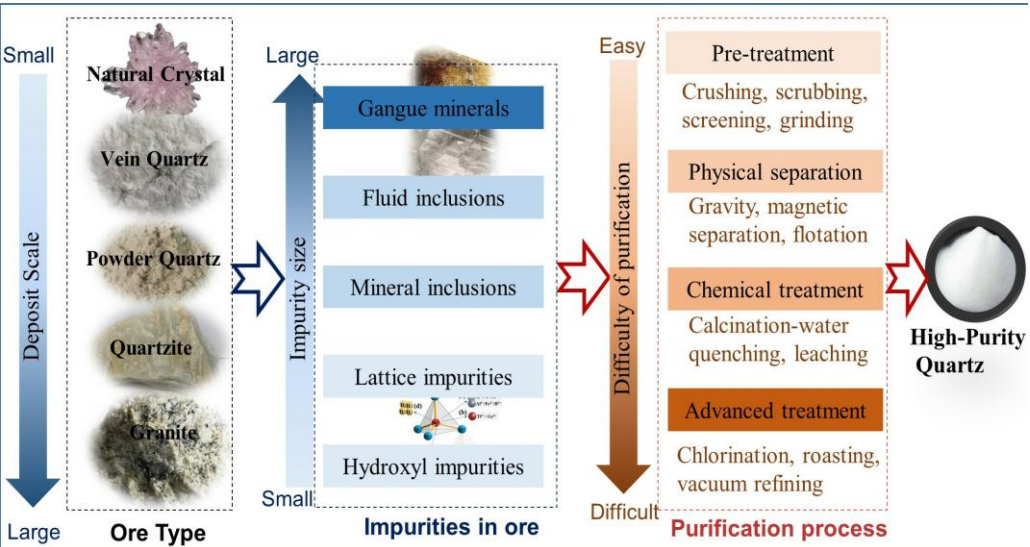 Small
Deposit Scale
Large
Natural Crystal
Vein Quartz
Powder Quartz
Quartzite
Granite
Ore Type
Large
Impurity size
Small
Gangue minerals
Fluid inclusions
Mineral inclusions
Lattice impurities
Hydroxyl impurities
Impurities in ore
Easy
Difficulty of purification
Difficult
Pre-treatment
Crushing, scrubbing,
screening, grinding
Physical separation
Gravity, magnetic
separation, flotation
Chemical treatment
Calcination-water
quenching, leaching
Advanced treatment
Chlorination, roasting,
vacuum refining
Purification process
High-Purity
Quartz